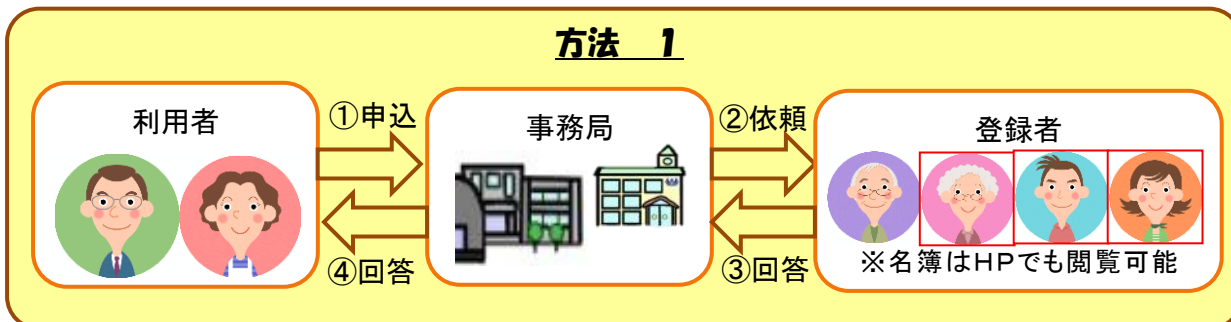 方法　1
利用者
①申込
④回答
事務局
②依頼
③回答
登録者
※名簿はHPでも閲覧可能